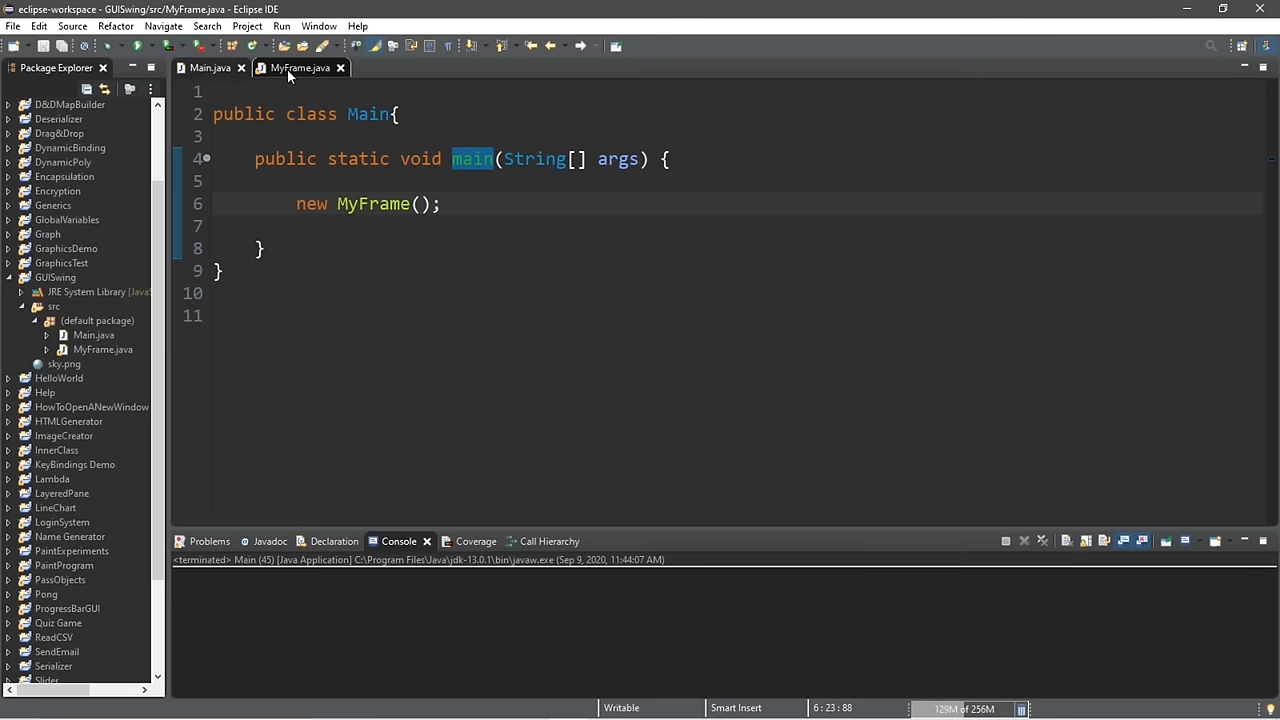 eclipse-workspace - GUISwing/src/MyFrame.java - Eclipse IDE
File Edit Source Refactor Navigate Search Project Run Window Help
Package Explorer
Main.java
MyFrame.java
D&DMapBuilder
Deserializer
Drag&Drop
DynamicBinding
DynamicPoly
Encapsulation
Encryption
Generics
GlobalVariables
Graph
GraphicsDemo
GraphicsTest
GUISwing
JRE System Library [Java
src
(default package)
Main.java
MyFrame.java
sky.png
HelloWorld
Help
HowToOpenANewWindow
HTMLGenerator
ImageCreator
InnerClass
KeyBindings Demo
Lambda
LayeredPane
LineChart
LoginSystem
Name Generator
PaintExperiments
PaintProgram
PassObjects
Pong
ProgressBarGUI
Quiz Game
ReadCSV
SendEmail
Serializer
Slider
1
2 public class Main{
3
4 public static void main(String[] args) {
5
6 new MyFrame();
7
8 }
9 }
10
11
Problems Javadoc Declaration Console Coverage Call Hierarchy
<terminated> Main (45) [Java Application] C:\Program Files\Java\jdk-13.0.1\bin\javaw.exe (Sep 9, 2020, 11:44:07 AM)
Writable Smart Insert 6 : 23 : 88 129M of 256M